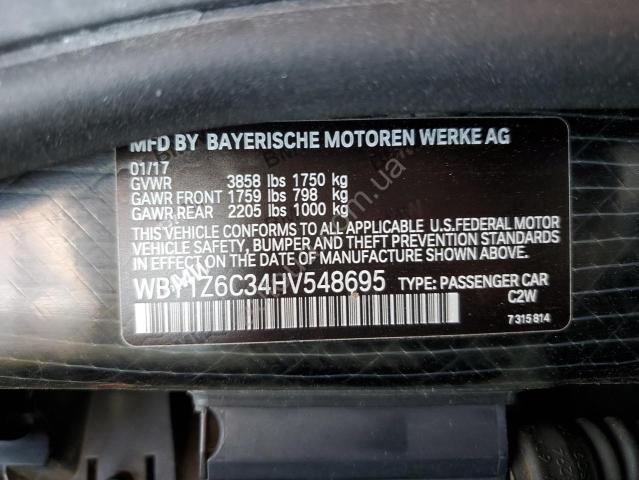 MFD BY BAYERISCHE MOTOREN WERKE AG
01/17
GVWR 3858 lbs 1750 kg
GAWR FRONT 1759 lbs 798 kg
GAWR REAR 2205 lbs 1000 kg
THIS VEHICLE CONFORMS TO ALL APPLICABLE U.S.FEDERAL MOTOR
VEHICLE SAFETY, BUMPER AND THEFT PREVENTION STANDARDS
IN EFFECT ON THE DATE OF MANUFACTURE SHOWN ABOVE.
WBY1Z6C34HV548695 TYPE: PASSENGER CAR
C2W
7315814